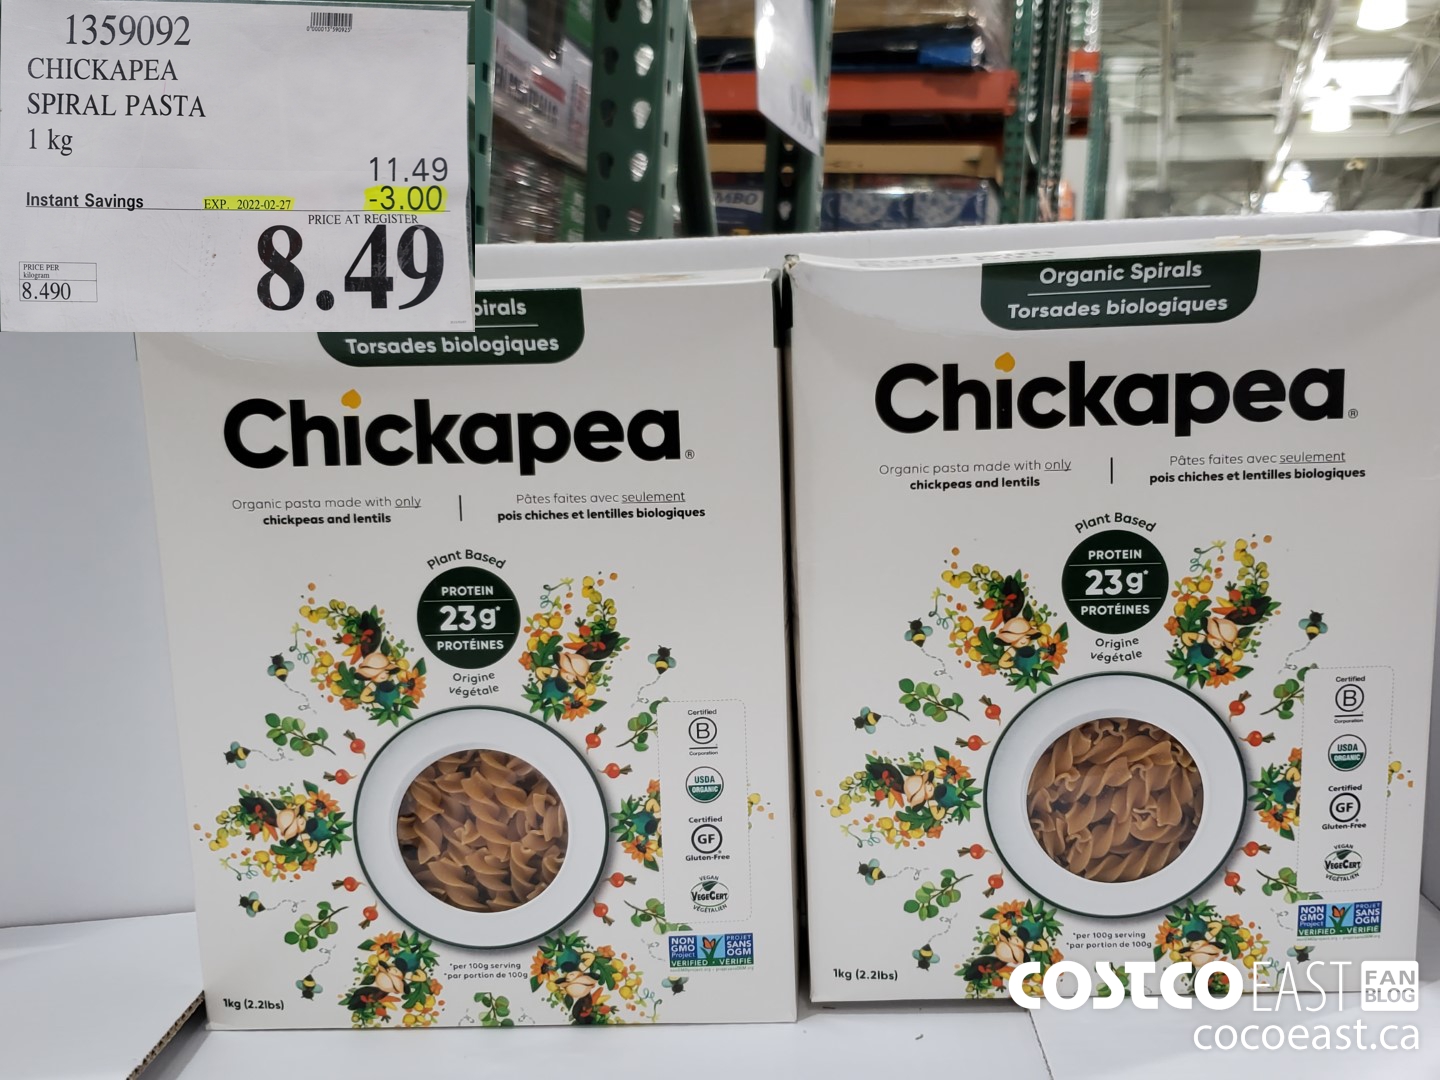 1359092
CHICKAPEA
SPIRAL PASTA
1 kg
11.49
Instant Savings EXP. 2022-02-27 -3.00
PRICE AT REGISTER
8.49
PRICE PER
kilogram
8.490
pirals
Torsades biologiques
Chickapea®
Organic pasta made with only
chickpeas and lentils
Pâtes faites avec seulement
pois chiches et lentilles biologiques
Plant Based
PROTEIN
23g*
PROTÉINES
Origine
végétale
Certified
B
Corporation
USDA
ORGANIC
Certified
GF
Gluten-Free
VEGAN
VEGECERT
VÉGÉTALIEN
NON
GMO
Project
PROJET
SANS
OGM
VERIFIED • VÉRIFIÉ
*per 100g serving
*par portion de 100g
1kg (2.2lbs)
Organic Spirals
Torsades biologiques
Chickapea®
Organic pasta made with only
chickpeas and lentils
Pâtes faites avec seulement
pois chiches et lentilles biologiques
Plant Based
PROTEIN
23g*
PROTÉINES
Origine
végétale
Certified
B
Corporation
USDA
ORGANIC
Certified
GF
Gluten-Free
VEGAN
VEGECERT
VÉGÉTALIEN
NON
GMO
Project
PROJET
SANS
OGM
VERIFIED • VÉRIFIÉ
*per 100g serving
*par portion de 100g
1kg (2.2lbs)
COSTCO EAST FAN BLOG
cocoeast.ca